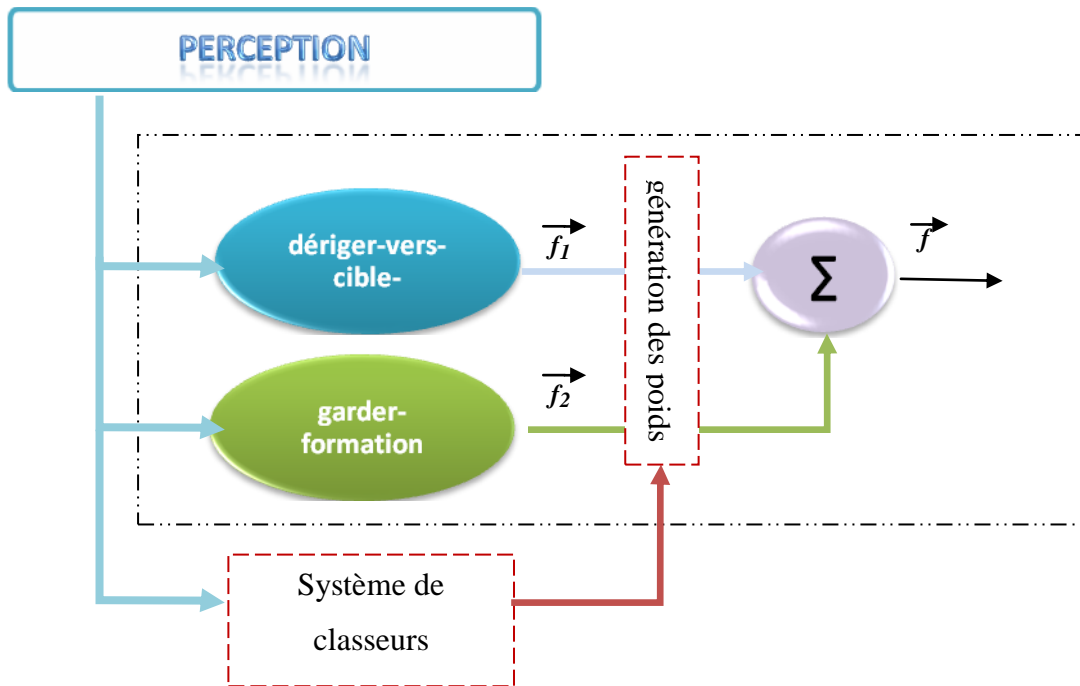 PERCEPTION
dériger-vers-
cible-
f1
génération des poids
Σ
f
garder-
formation
f2
Système de
classeurs